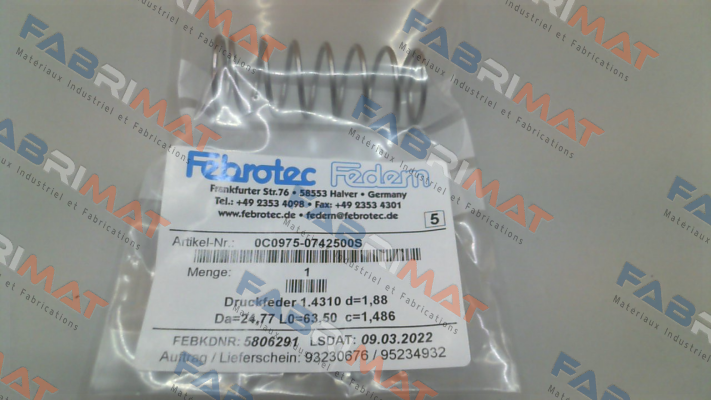 Febrotec Federn
Frankfurter Str.76 • 58553 Halver • Germany
Tel.: +49 2353 4098 • Fax: +49 2353 4301
www.febrotec.de • federn@febrotec.de
5
Artikel-Nr.: 0C0975-0742500S
Menge: 1
Druckfeder 1.4310 d=1,88
Da=24,77 L0=63.50 c=1,486
FEBKDNR: 5806291 LSDAT: 09.03.2022
Auftrag / Lieferschein: 93230676 / 95234932
FABRIMAT
Materiaux Industriel et Fabrications